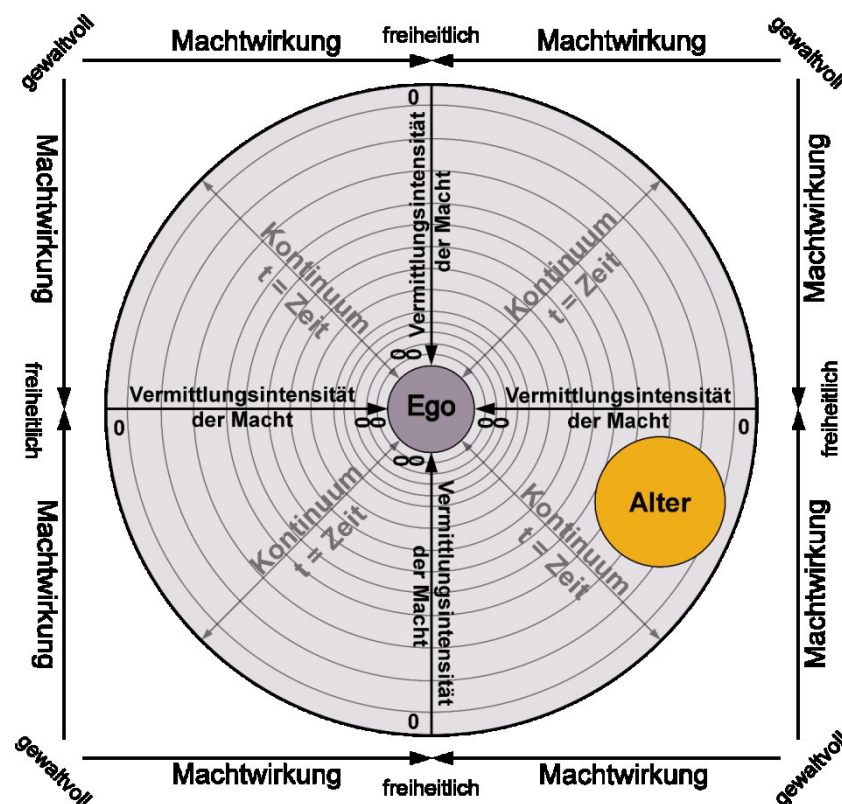 gewaltvoll
Machtwirkung
freiheitlich
Machtwirkung
gewaltvoll
Machtwirkung
Machtwirkung
0
Vermittlungsintensität
der Macht
∞
Kontinuum
t = Zeit
Kontinuum
t = Zeit
freiheitlich
freiheitlich
Vermittlungsintensität
der Macht
0
∞
Ego
Vermittlungsintensität
der Macht
∞
0
Alter
Kontinuum
t = Zeit
Kontinuum
t = Zeit
∞
Vermittlungsintensität
der Macht
0
Machtwirkung
Machtwirkung
gewaltvoll
Machtwirkung
freiheitlich
Machtwirkung
gewaltvoll